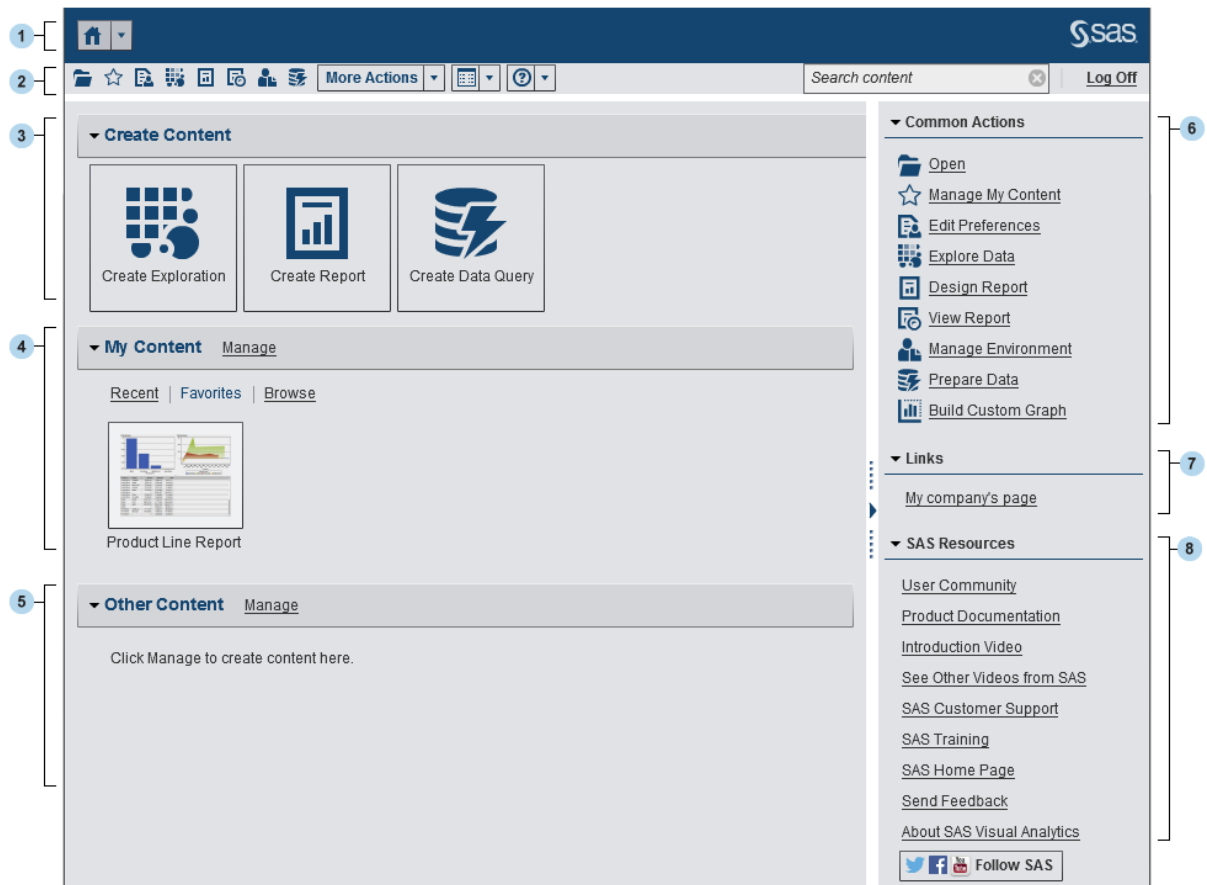 1
sas
2
More Actions
Search content
Log Off
3
Create Content
Create Exploration
Create Report
Create Data Query
4
My Content Manage
Recent | Favorites | Browse
Product Line Report
5
Other Content Manage
Click Manage to create content here.
6
Common Actions
Open
Manage My Content
Edit Preferences
Explore Data
Design Report
View Report
Manage Environment
Prepare Data
Build Custom Graph
7
Links
My company's page
8
SAS Resources
User Community
Product Documentation
Introduction Video
See Other Videos from SAS
SAS Customer Support
SAS Training
SAS Home Page
Send Feedback
About SAS Visual Analytics
Follow SAS